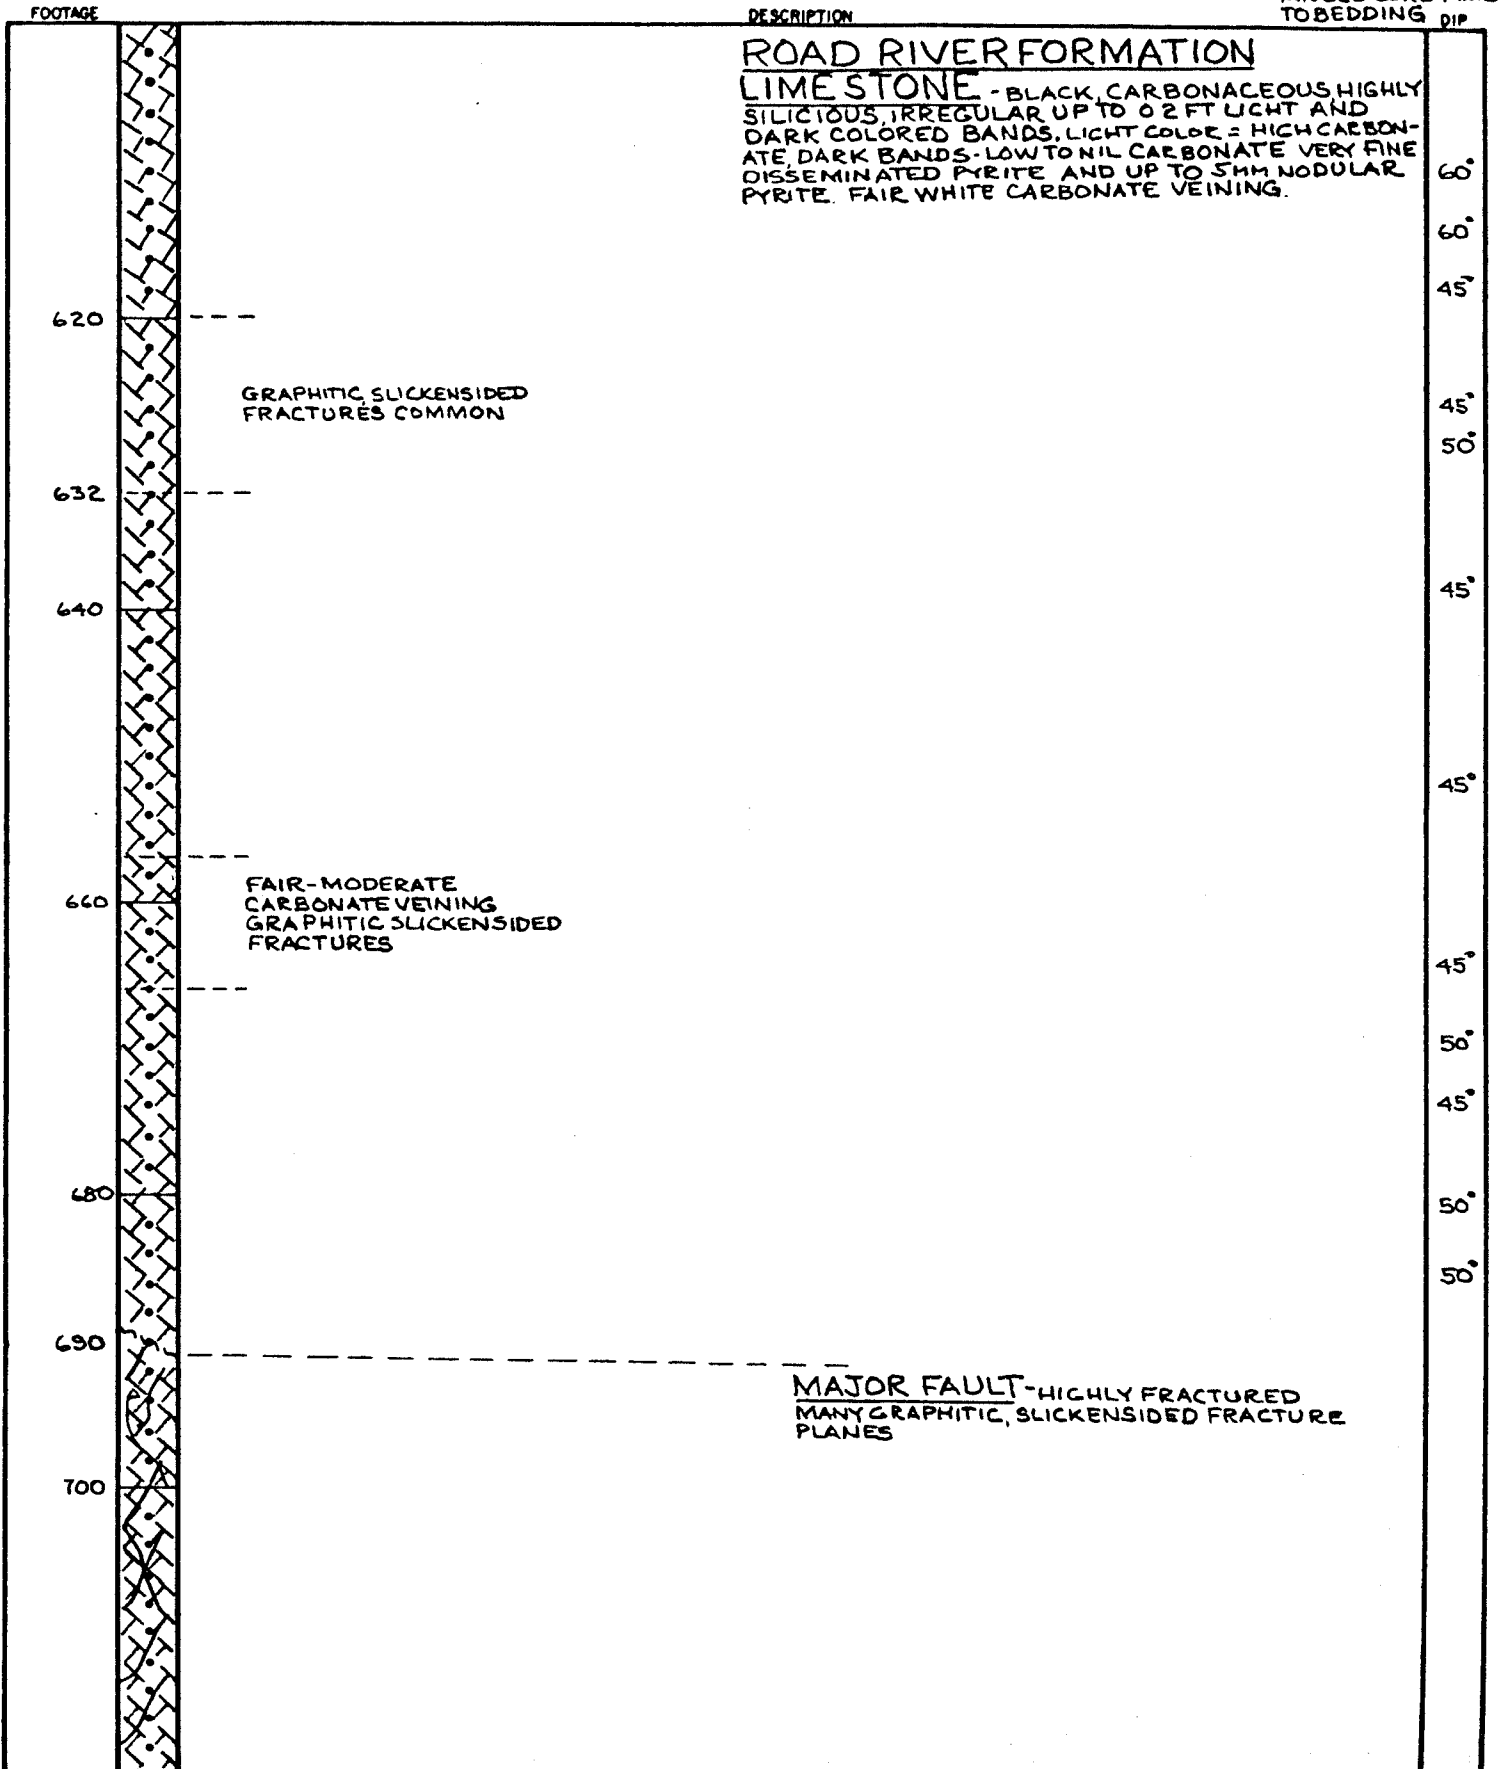 FOOTAGE
DESCRIPTION
TO BEDDING DIP
ROAD RIVER FORMATION
LIMESTONE - BLACK, CARBONACEOUS, HIGHLY
SILICIOUS, IRREGULAR UP TO 0 2 FT LIGHT AND
DARK COLORED BANDS. LIGHT COLOR = HIGH CARBON-
ATE, DARK BANDS - LOW TO NIL CARBONATE VERY FINE
DISSEMINATED PYRITE AND UP TO 5MM NODULAR
PYRITE. FAIR WHITE CARBONATE VEINING.
60°
60°
45°
620
GRAPHITIC, SLICKENSIDED
FRACTURES COMMON
45°
50°
632
45°
640
45°
FAIR-MODERATE
CARBONATE VEINING
GRAPHITIC SLICKENSIDED
FRACTURES
660
45°
50°
45°
680
50°
50°
690
MAJOR FAULT - HIGHLY FRACTURED
MANY GRAPHITIC, SLICKENSIDED FRACTURE
PLANES
700